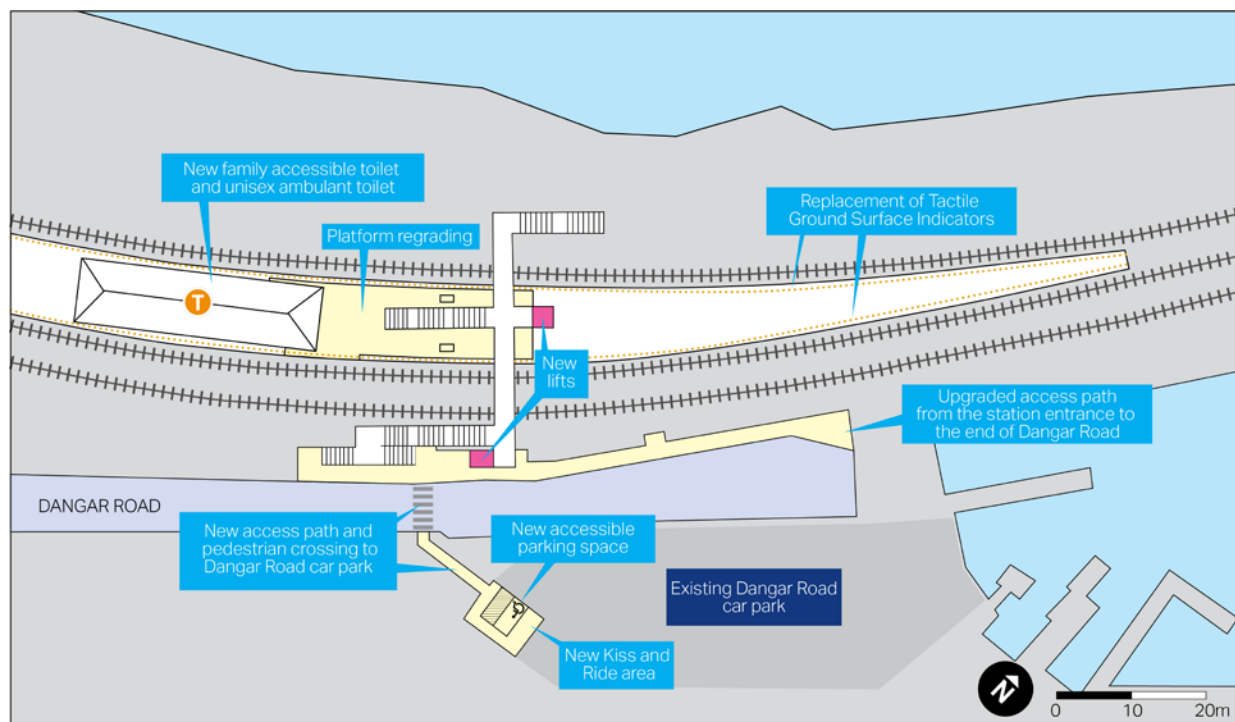 New family accessible toilet
and unisex ambulant toilet
Platform regrading
Replacement of Tactile
Ground Surface Indicators
T
New
lifts
Upgraded access path
from the station entrance to
the end of Dangar Road
DANGAR ROAD
New access path and
pedestrian crossing to
Dangar Road car park
New accessible
parking space
Existing Dangar Road
car park
New Kiss and
Ride area
N
0 10 20m